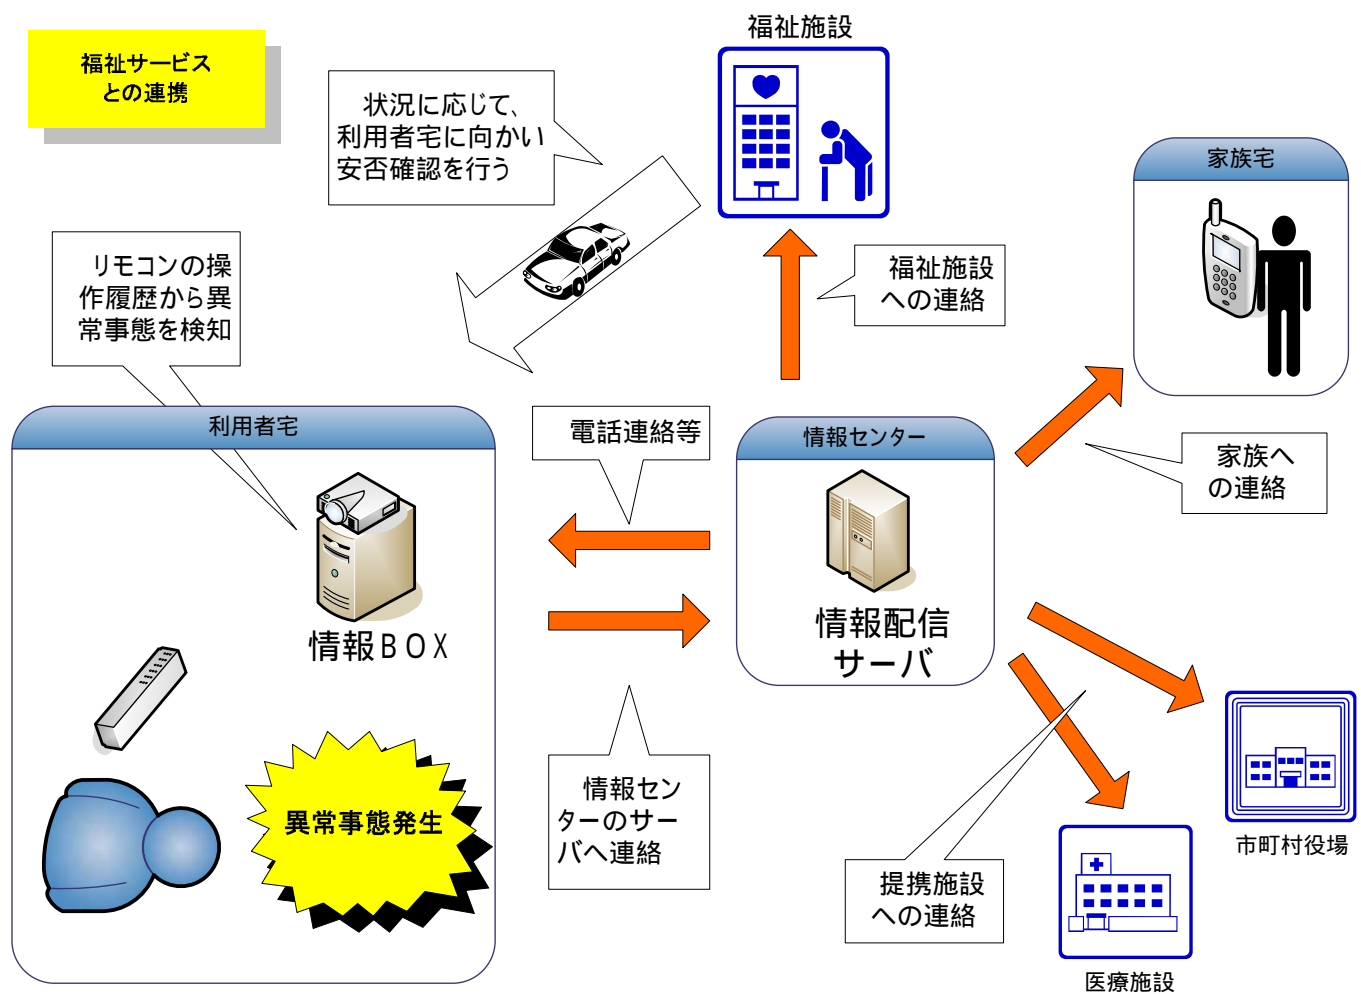 福祉サービス
との連携
福祉施設
状況に応じて、
利用者宅に向かい
安否確認を行う
家族宅
リモコンの操
作履歴から異
常事態を検知
福祉施設
への連絡
利用者宅
電話連絡等
情報センター
家族へ
の連絡
情報BOX
情報配信
サーバ
異常事態発生
情報セン
ターのサー
バへ連絡
提携施設
への連絡
市町村役場
医療施設